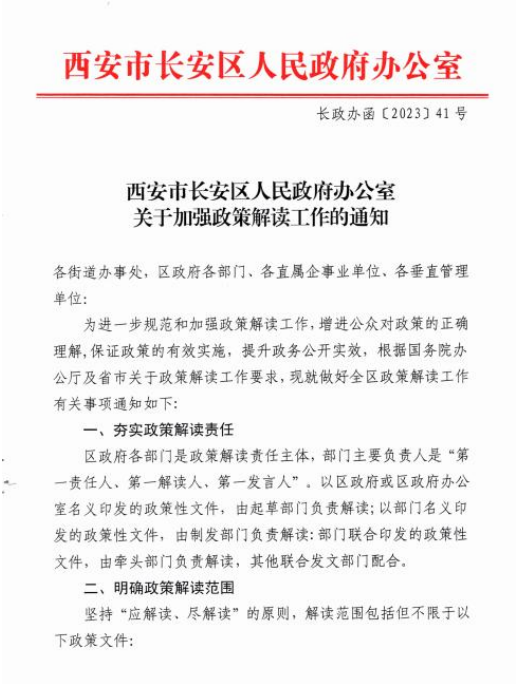 西安市长安区人民政府办公室
长政办函〔2023〕41号
西安市长安区人民政府办公室
关于加强政策解读工作的通知
各街道办事处，区政府各部门、各直属企事业单位、各垂直管理
单位:
为进一步规范和加强政策解读工作,增进公众对政策的正确
理解,保证政策的有效实施，提升政务公开实效，根据国务院办
公厅及省市关于政策解读工作要求，现就做好全区政策解读工作
有关事项通知如下:
一、夯实政策解读责任
区政府各部门是政策解读责任主体，部门主要负责人是“第
一责任人、第一解读人、第一发言人”。以区政府或区政府办公
室名义印发的政策性文件，由起草部门负责解读;以部门名义印
发的政策性文件，由制发部门负责解读:部门联合印发的政策性
文件，由牵头部门负责解读，其他联合发文部门配合。
二、明确政策解读范围
坚持“应解读、尽解读”的原则，解读范围包括但不限于以
下政策文件: